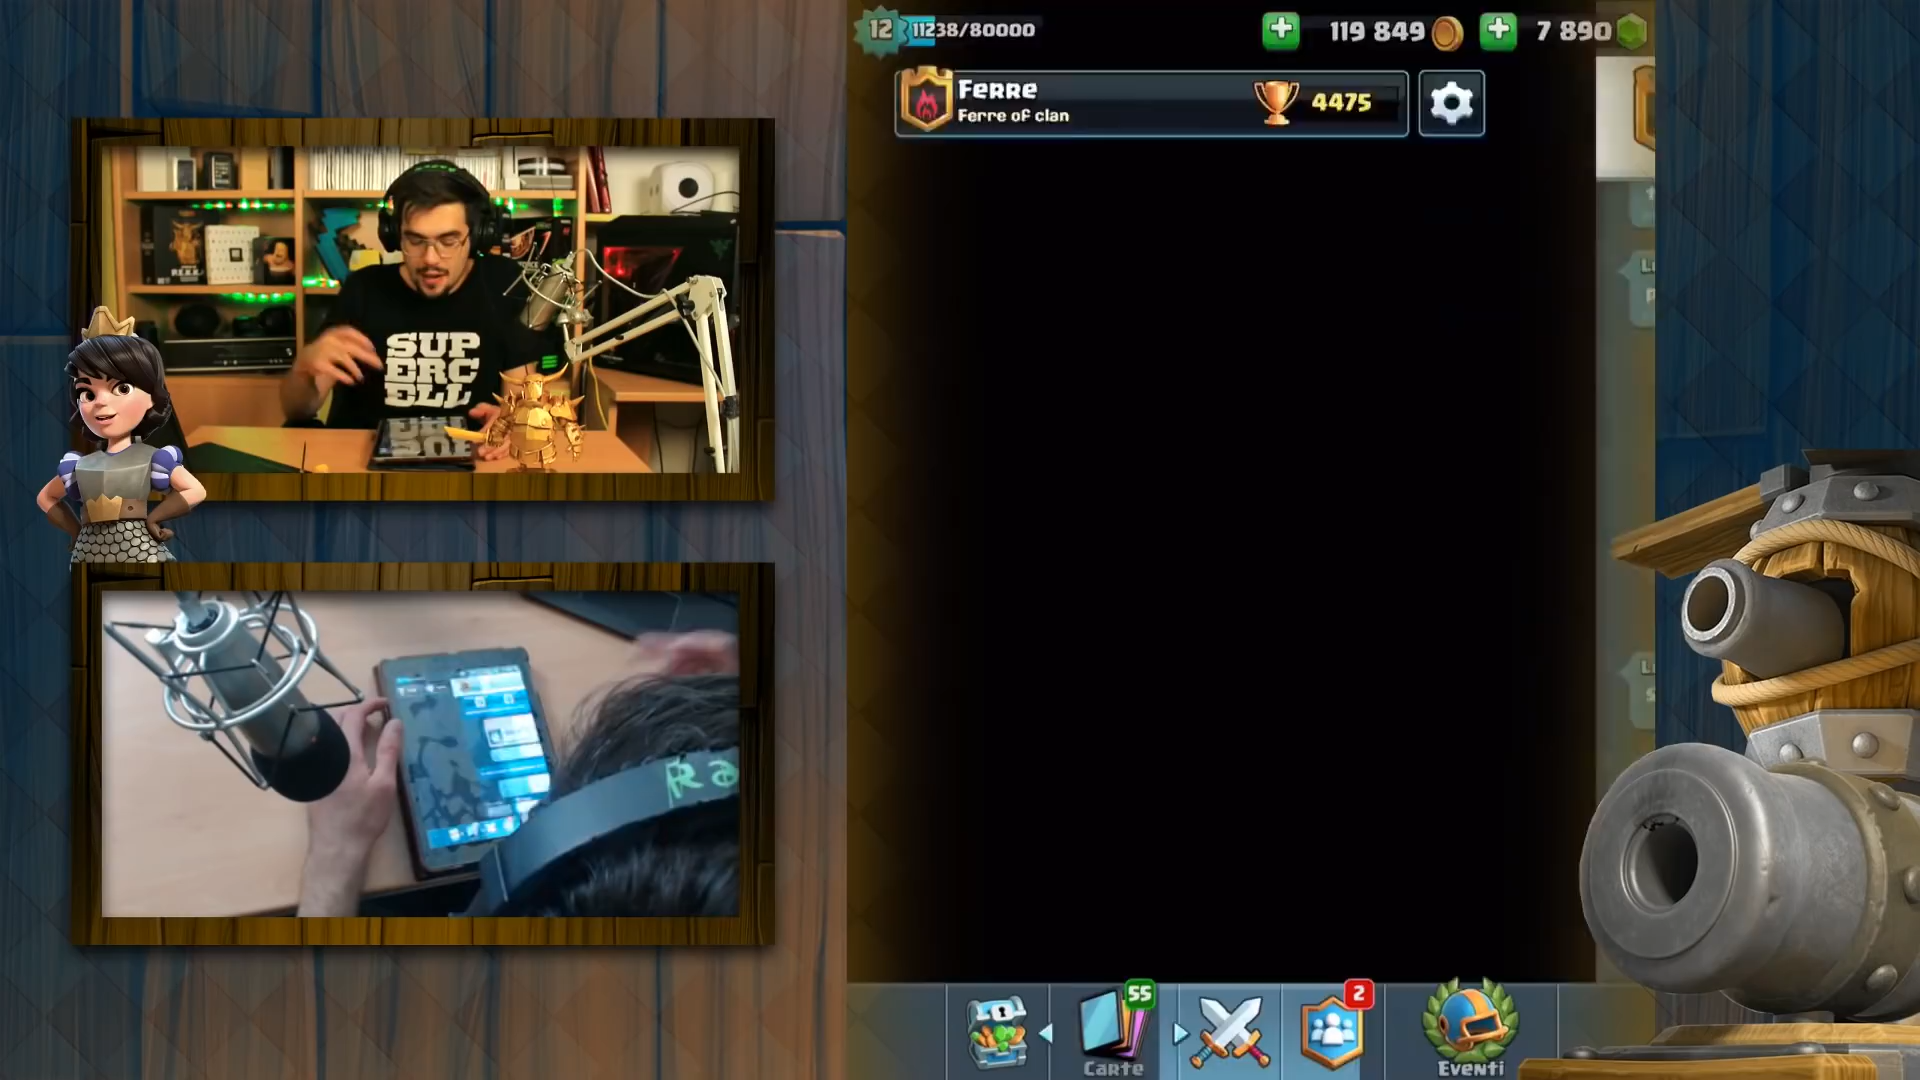 12
11238/80000
119 849
7 890
Ferre
Ferre of clan
4475
SUP
ERC
ELL
55
2
Carte
Eventi